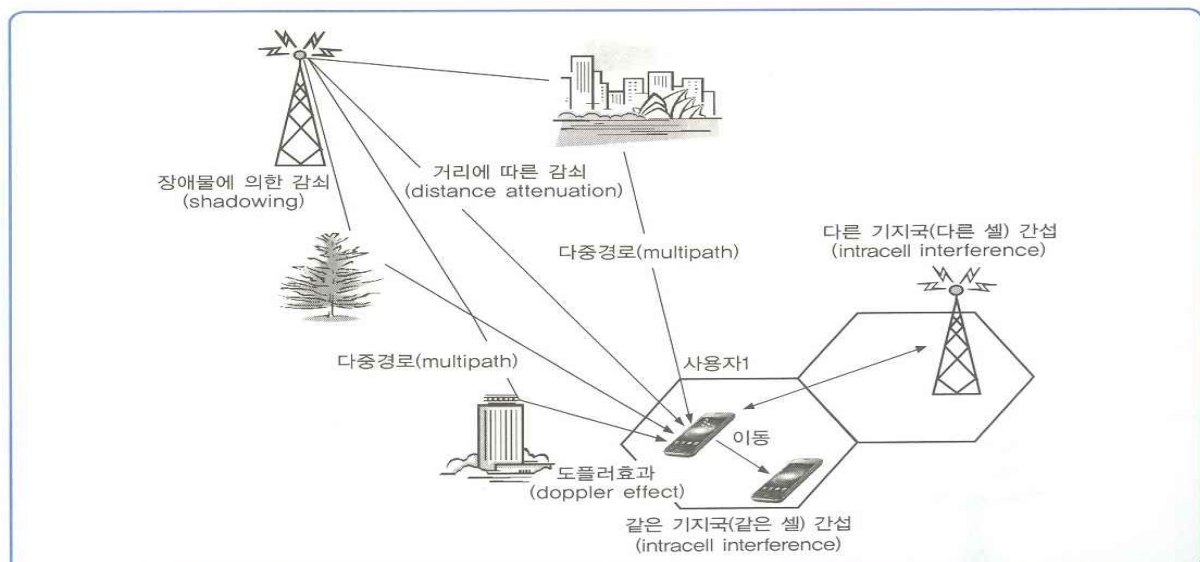 장애물에 의한 감쇠
(shadowing)
거리에 따른 감쇠
(distance attenuation)
다중경로(multipath)
다른 기지국(다른 셀) 간섭
(intracell interference)
다중경로(multipath)
사용자1
이동
도플러효과
(doppler effect)
같은 기지국(같은 셀) 간섭
(intracell interference)